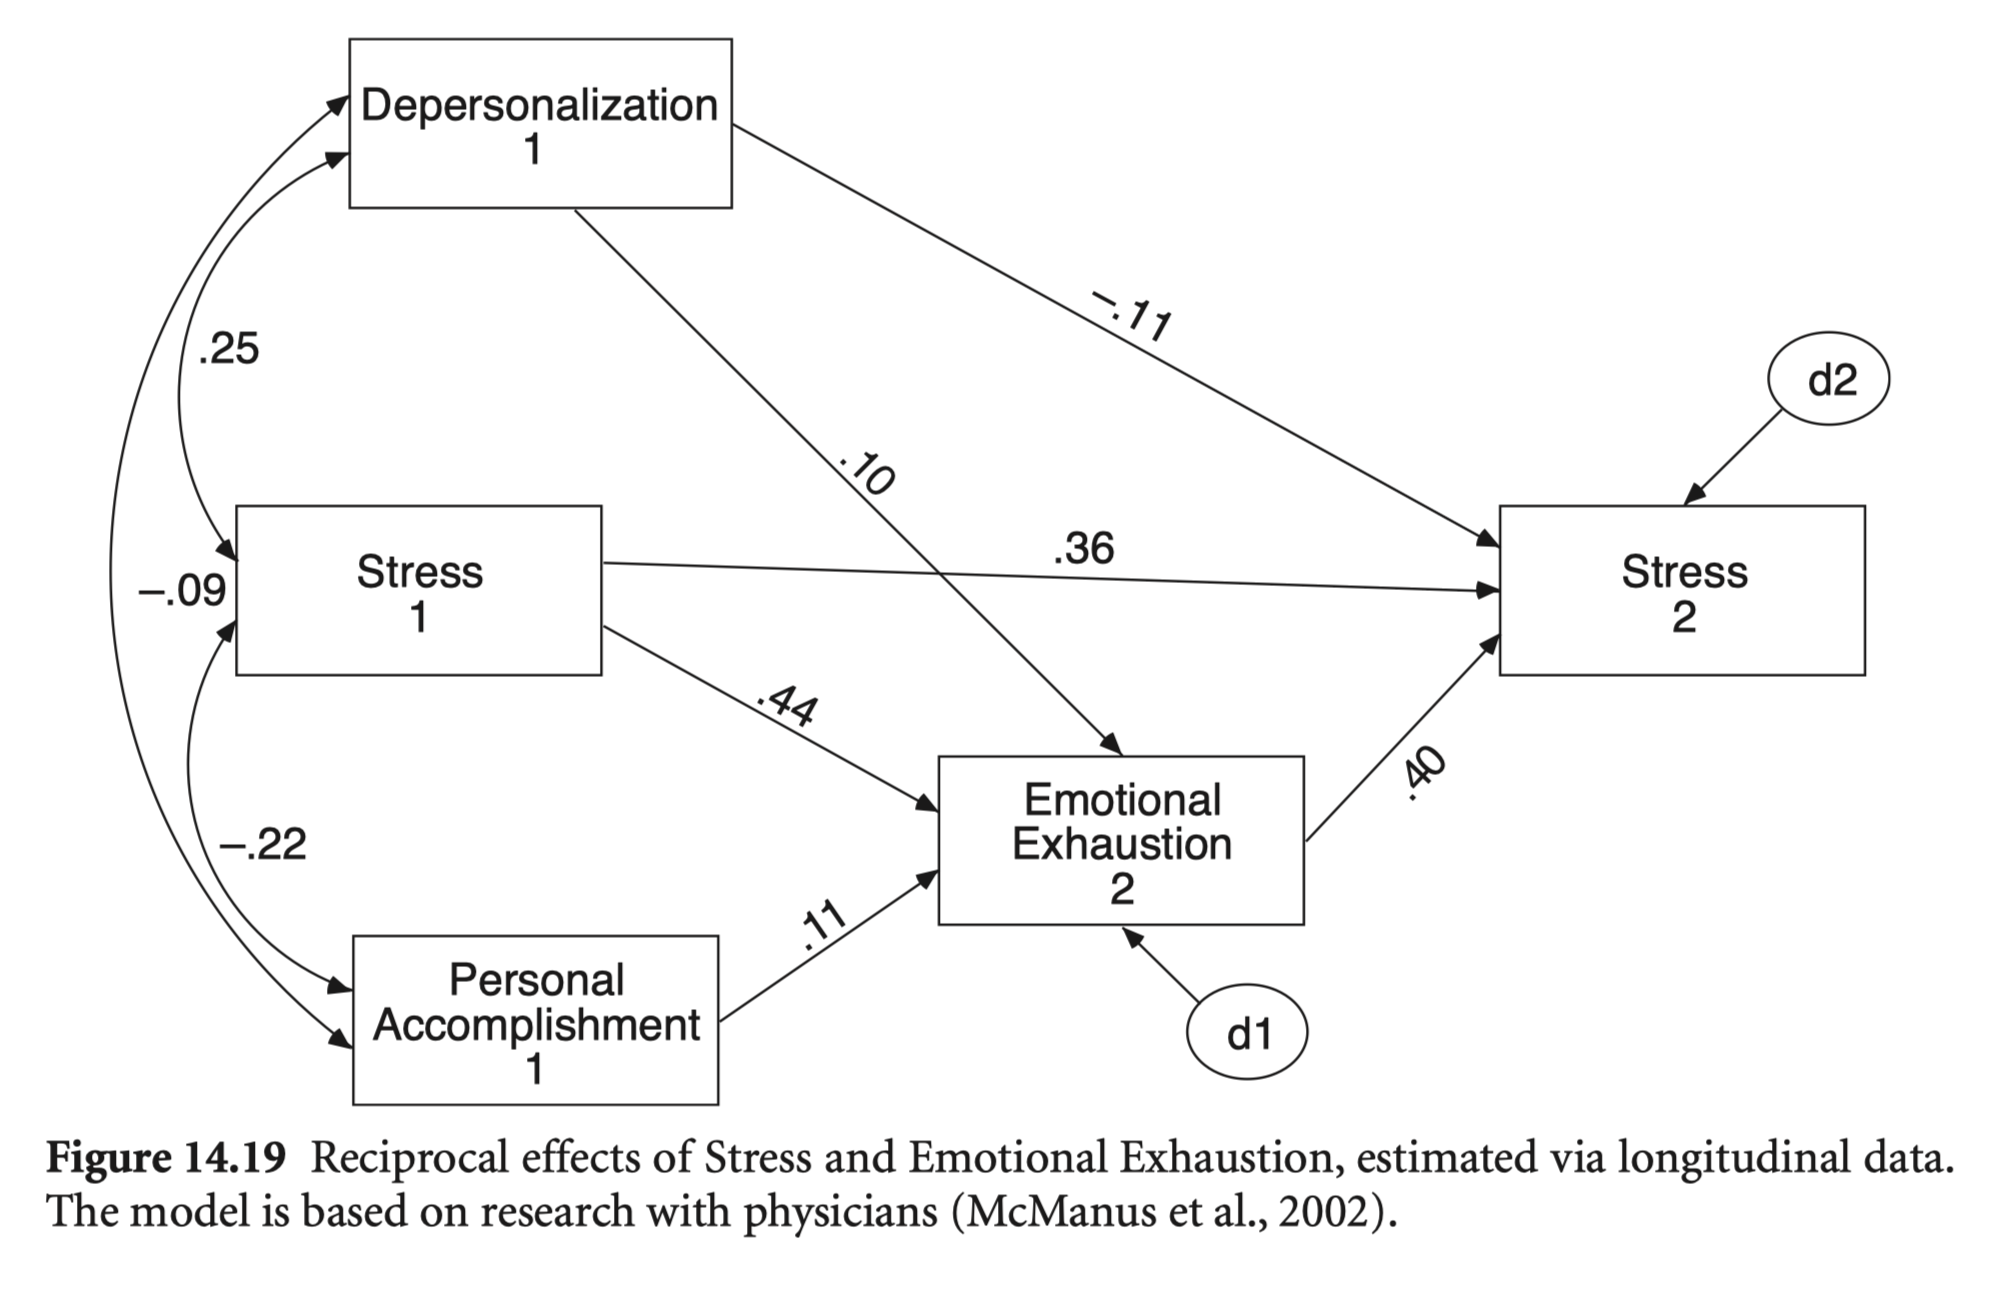 Depersonalization
1
–.11
.25
d2
.10
.36
Stress
1
Stress
2
–.09
.44
.40
Emotional
Exhaustion
2
–.22
.11
Personal
Accomplishment
1
d1
Figure 14.19 Reciprocal effects of Stress and Emotional Exhaustion, estimated via longitudinal data.
The model is based on research with physicians (McManus et al., 2002).